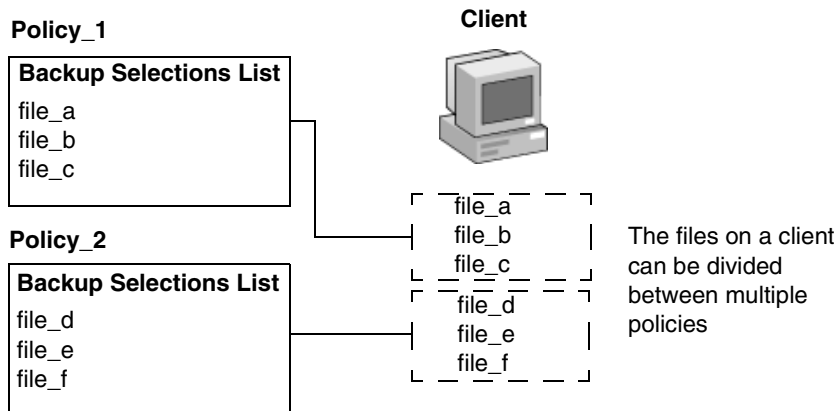 Policy_1
Backup Selections List
file_a
file_b
file_c
Policy_2
Backup Selections List
file_d
file_e
file_f
Client
file_a
file_b
file_c
file_d
file_e
file_f
The files on a client
can be divided
between multiple
policies